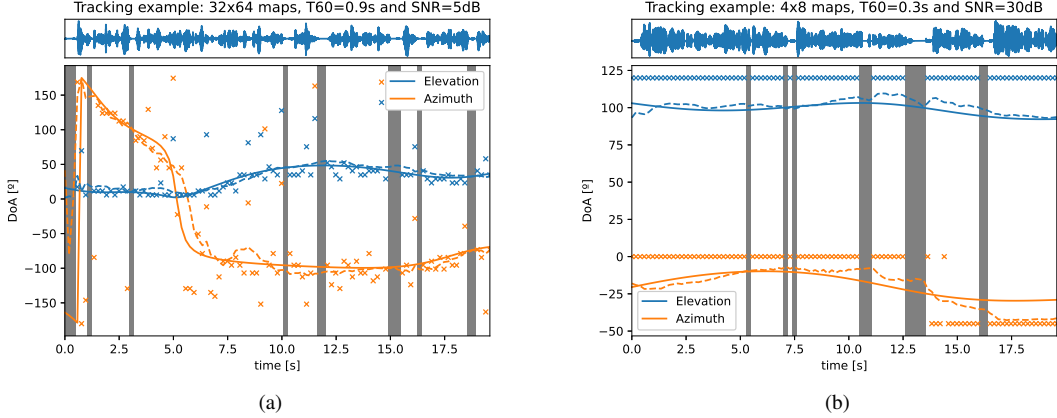 Tracking example: 32x64 maps, T60=0.9s and SNR=5dB
150
100
50
0
−50
−100
−150
DoA [º]
Elevation
Azimuth
0.0 2.5 5.0 7.5 10.0 12.5 15.0 17.5
time [s]
(a)
Tracking example: 4x8 maps, T60=0.3s and SNR=30dB
125
100
75
50
25
0
−25
−50
DoA [º]
Elevation
Azimuth
0.0 2.5 5.0 7.5 10.0 12.5 15.0 17.5
time [s]
(b)